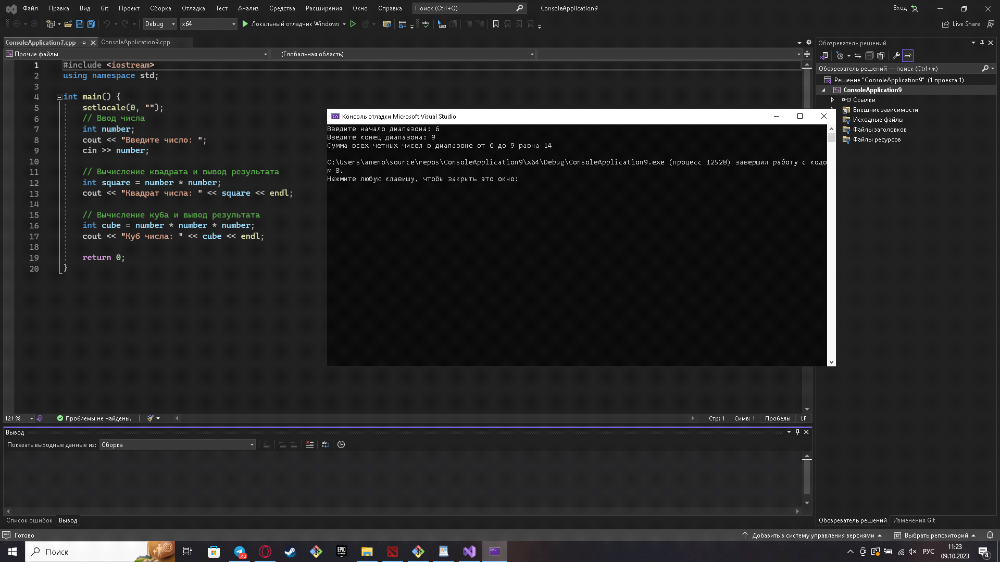 Файл Правка Вид Git Проект Сборка Отладка Тест Анализ Средства Расширения Окно Справка Поиск (Ctrl+Q) ConsoleApplication9 Вход
Debug x64 Локальный отладчик Windows Live Share
ConsoleApplication7.cpp ConsoleApplication9.cpp
Прочие файлы (Глобальная область)
1 #include <iostream>
2 using namespace std;
3
4 int main() {
5 setlocale(0, "");
6 // Ввод числа
7 int number;
8 cout << "Введите число: ";
9 cin >> number;
10
11 // Вычисление квадрата и вывод результата
12 int square = number * number;
13 cout << "Квадрат числа: " << square << endl;
14
15 // Вычисление куба и вывод результата
16 int cube = number * number * number;
17 cout << "Куб числа: " << cube << endl;
18
19 return 0;
20 }
Консоль отладки Microsoft Visual Studio
Введите начало диапазона: 6
Введите конец диапазона: 9
Сумма всех четных чисел в диапазоне от 6 до 9 равна 14
C:\Users\aneno\source\repos\ConsoleApplication9\x64\Debug\ConsoleApplication9.exe (процесс 12528) завершил работу с кодо
м 0.
Нажмите любую клавишу, чтобы закрыть это окно:
Обозреватель решений
Обозреватель решений — поиск (Ctrl+ж)
Решение "ConsoleApplication9" (1 проекта 1)
ConsoleApplication9
Ссылки
Внешние зависимости
Исходные файлы
Файлы заголовков
Файлы ресурсов
121 % Проблемы не найдены. Стр: 1 Симв: 1 Пробелы LF
Вывод
Показать выходные данные из: Сборка
Список ошибок Вывод
Обозреватель решений Изменения Git
Готово Добавить в систему управления версиями Выбрать репозиторий
Поиск
42
EPIC
GAMES
РУС
11:23
09.10.2023
4